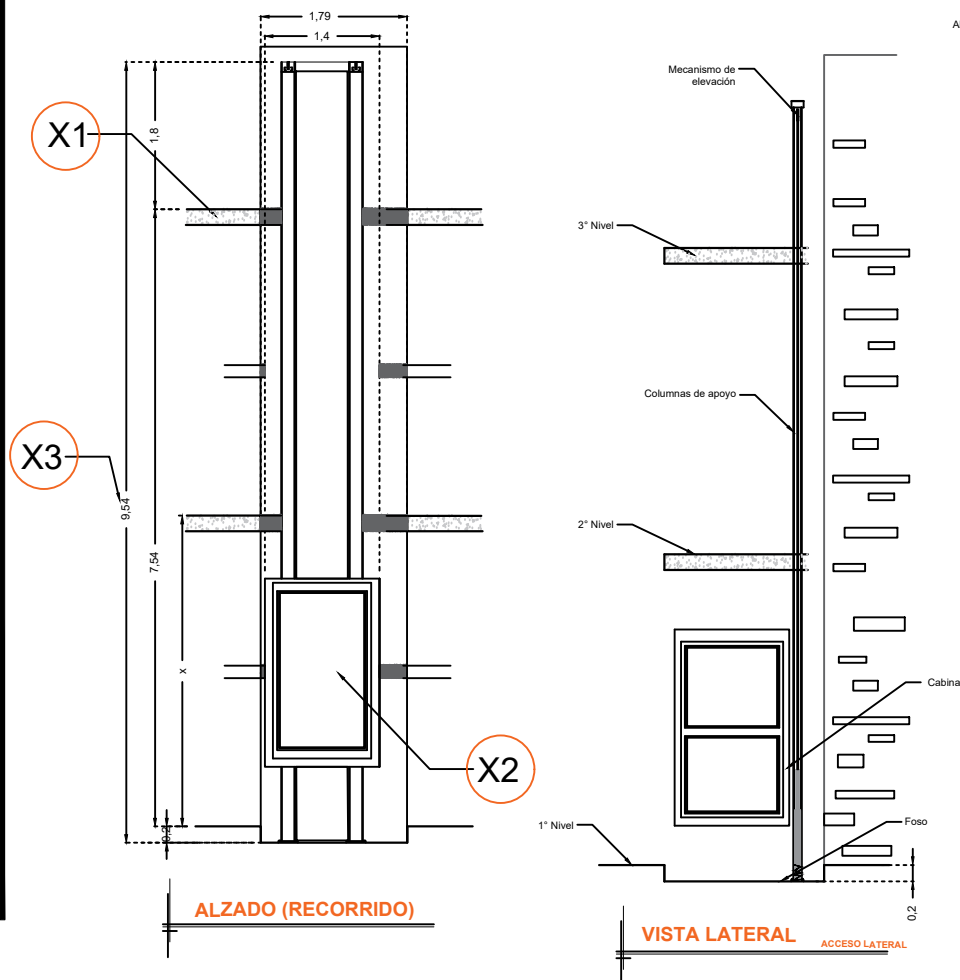 1,79
1,4
X1
1,8
X3
9,54
7,54
x
X2
0,2
ALZADO (RECORRIDO)
Al
Mecanismo de
elevación
3° Nivel
Columnas de apoyo
2° Nivel
Cabina
1° Nivel
Foso
0,2
VISTA LATERAL
ACCESO LATERAL